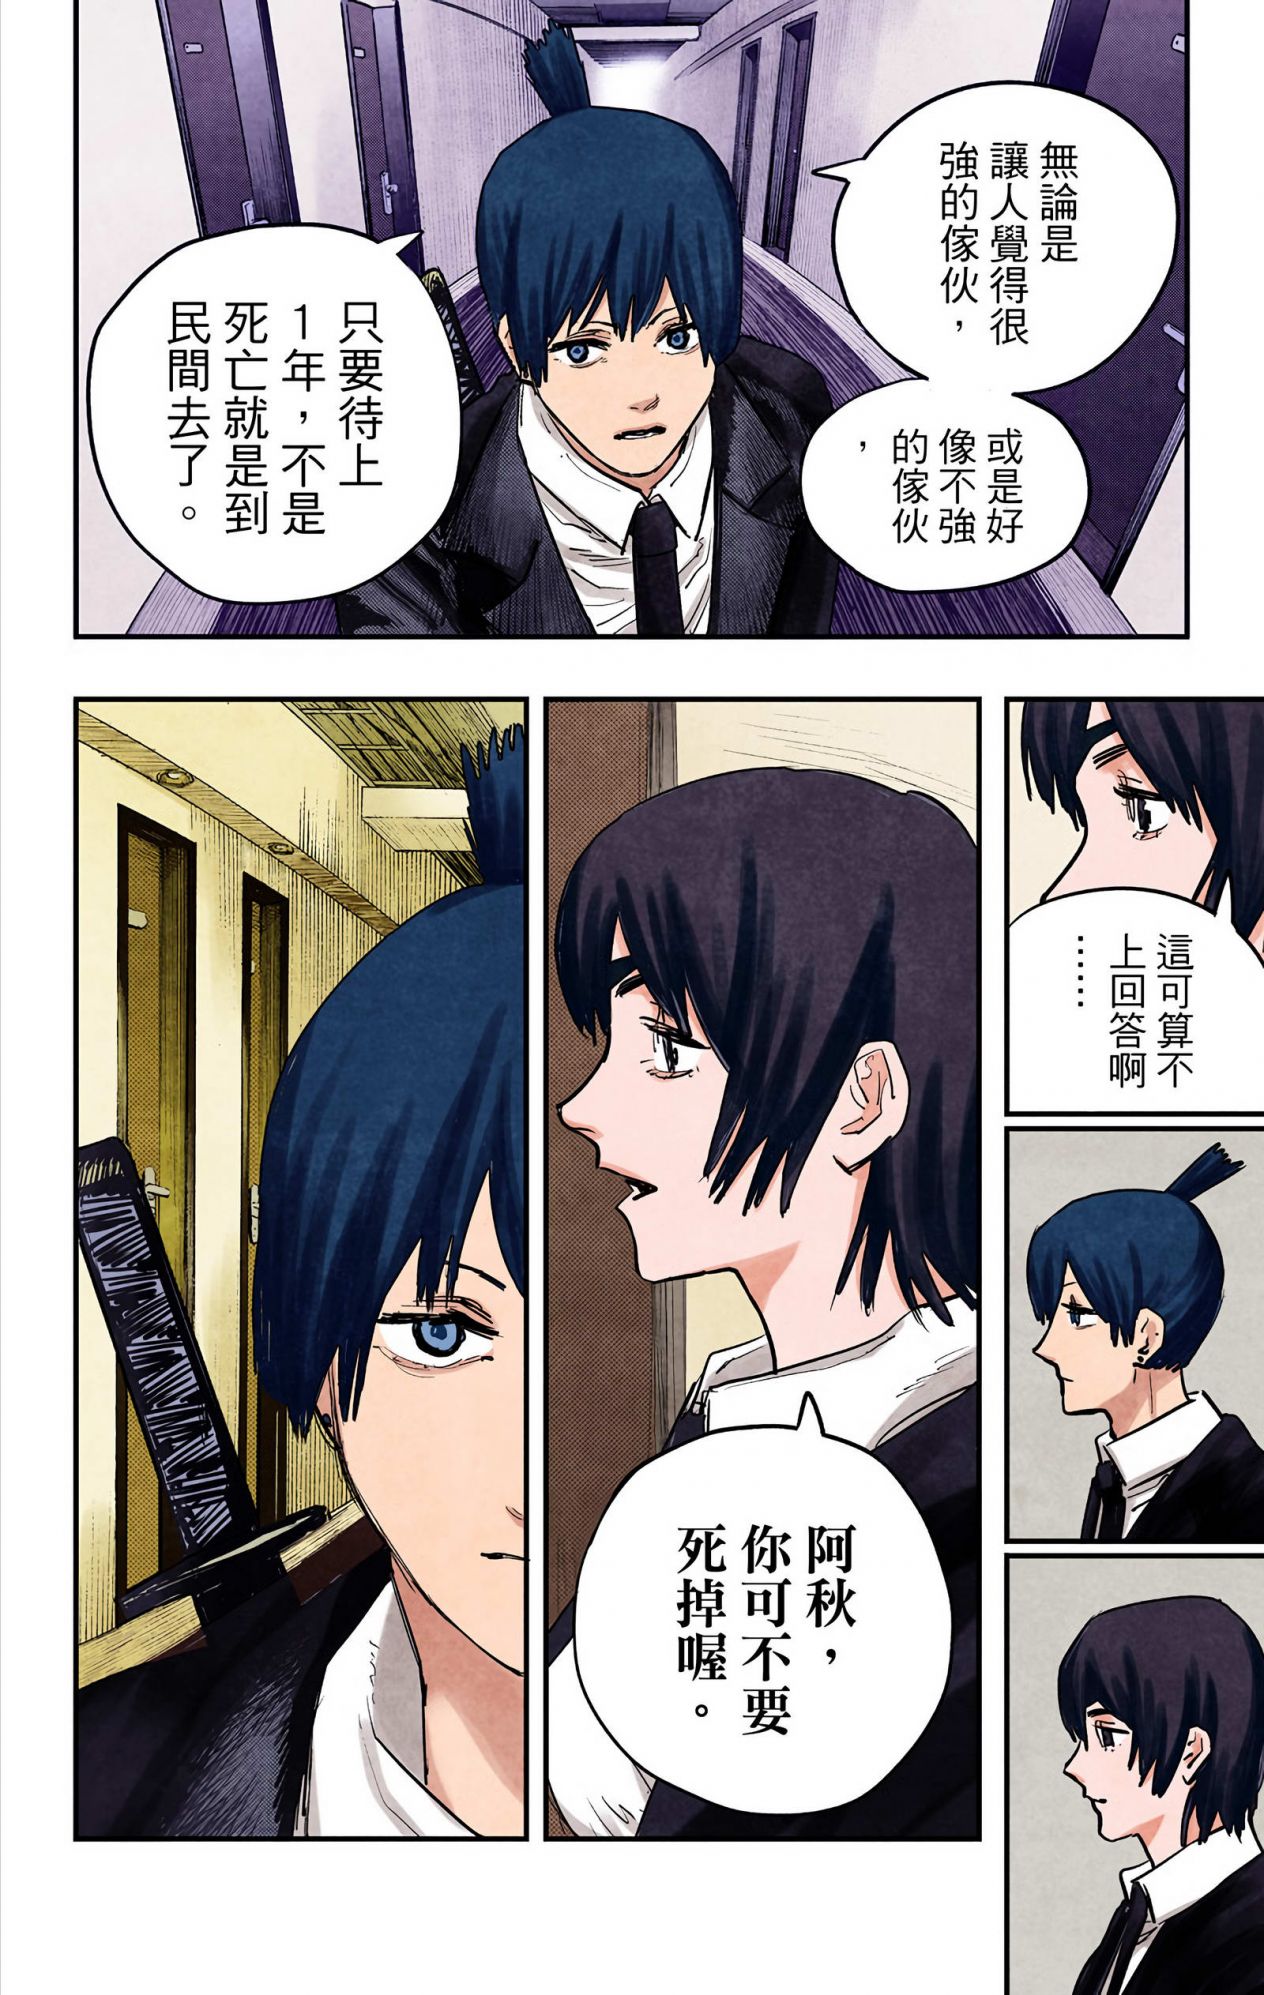 無論是
讓人覺得很
強的傢伙，
或是好
像不強
的傢伙
，
只要待上
1年，不是
死亡就是到
民間去了。
這可算不
上回答啊
……
阿秋，
你可不要
死掉喔。